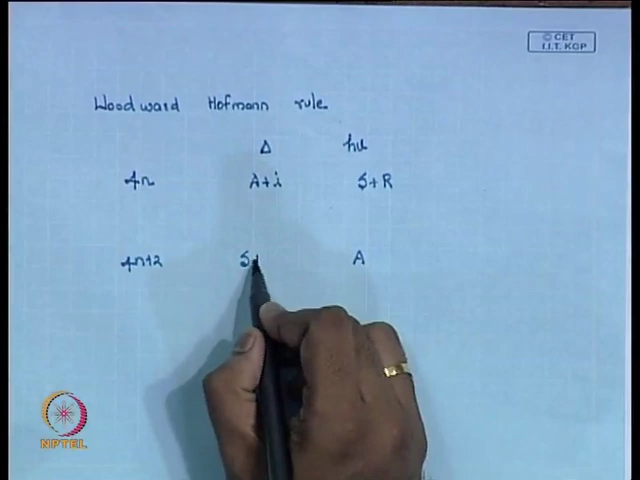 © CET
I.I.T. KGP
Woodward Hofmann rule
Δ hν
4n A+i S+R
4n+2 S+ A
NPTEL